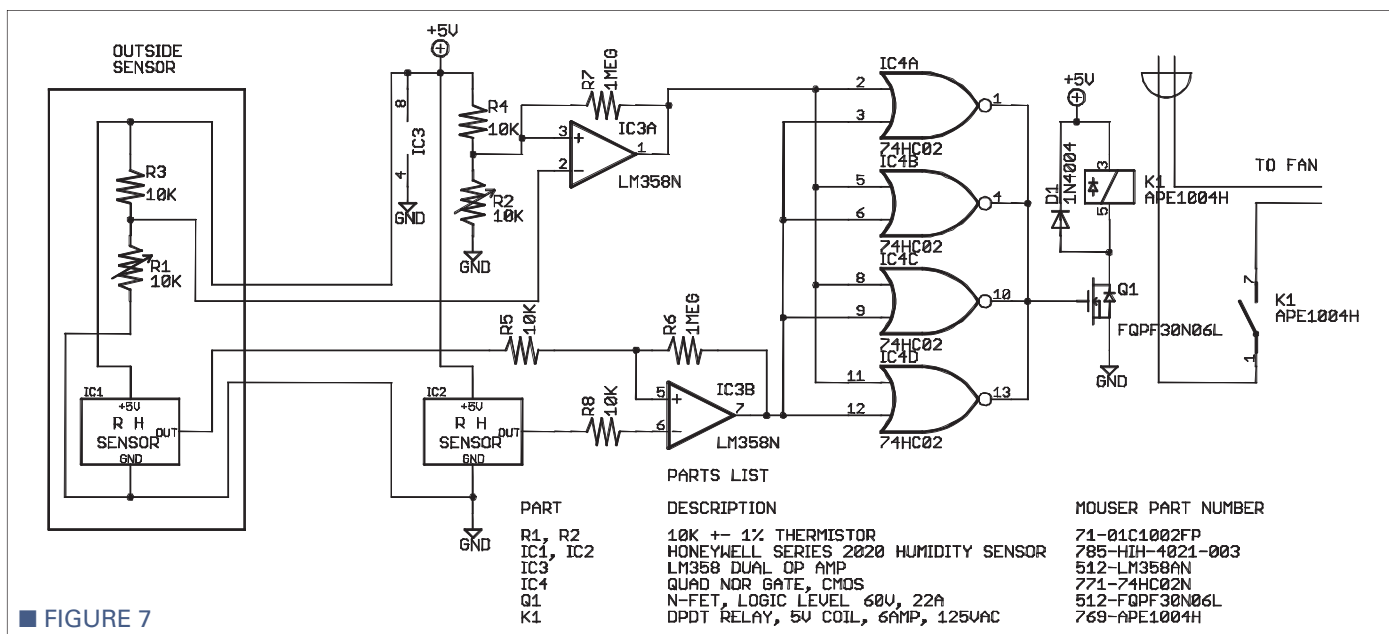 OUTSIDE
SENSOR
R3
10K
R1
10K
IC1
+5V
R H
SENSOR
OUT
GND
+5V
8
IC3
4
GND
R4
10K
R2
10K
GND
R7
1MEG
IC3A
3
+
2
-
1
LM358N
R5
10K
R6
1MEG
R8
10K
IC3B
5
+
6
-
7
LM358N
IC2
+5V
R H
SENSOR
OUT
GND
GND
IC4A
2
3
1
74HC02
IC4B
5
6
4
74HC02
IC4C
8
9
10
74HC02
IC4D
11
12
13
74HC02
+5V
D1
1N4004
3
5
K1
APE1004H
Q1
FQPF30N06L
GND
TO FAN
7
1
K1
APE1004H
PARTS LIST
PART DESCRIPTION MOUSER PART NUMBER
R1, R2 10K +- 1% THERMISTOR 71-01C1002FP
IC1, IC2 HONEYWELL SERIES 2020 HUMIDITY SENSOR 785-HIH-4021-003
IC3 LM358 DUAL OP AMP 512-LM358AN
IC4 QUAD NOR GATE, CMOS 771-74HC02N
Q1 N-FET, LOGIC LEVEL 60V, 22A 512-FQPF30N06L
K1 DPDT RELAY, 5V COIL, 6AMP, 125VAC 769-APE1004H
■ FIGURE 7